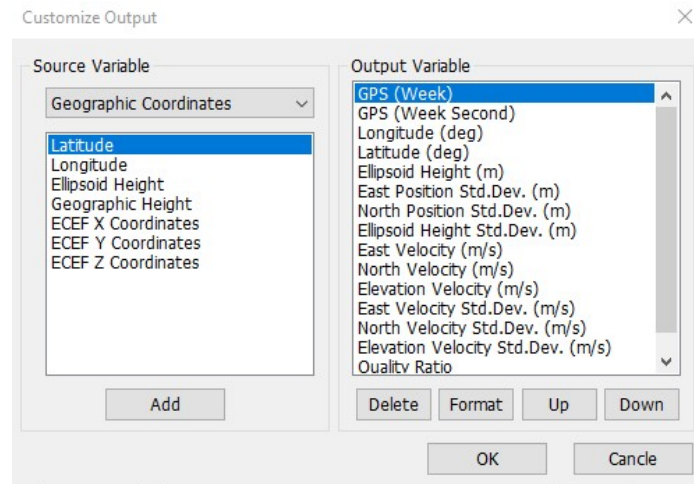 Customize Output
Source Variable
Geographic Coordinates
Latitude
Longitude
Ellipsoid Height
Geographic Height
ECEF X Coordinates
ECEF Y Coordinates
ECEF Z Coordinates
Add
Output Variable
GPS (Week)
GPS (Week Second)
Longitude (deg)
Latitude (deg)
Ellipsoid Height (m)
East Position Std.Dev. (m)
North Position Std.Dev. (m)
Ellipsoid Height Std.Dev. (m)
East Velocity (m/s)
North Velocity (m/s)
Elevation Velocity (m/s)
East Velocity Std.Dev. (m/s)
North Velocity Std.Dev. (m/s)
Elevation Velocity Std.Dev. (m/s)
Quality Ratio
Delete Format Up Down
OK Cancle